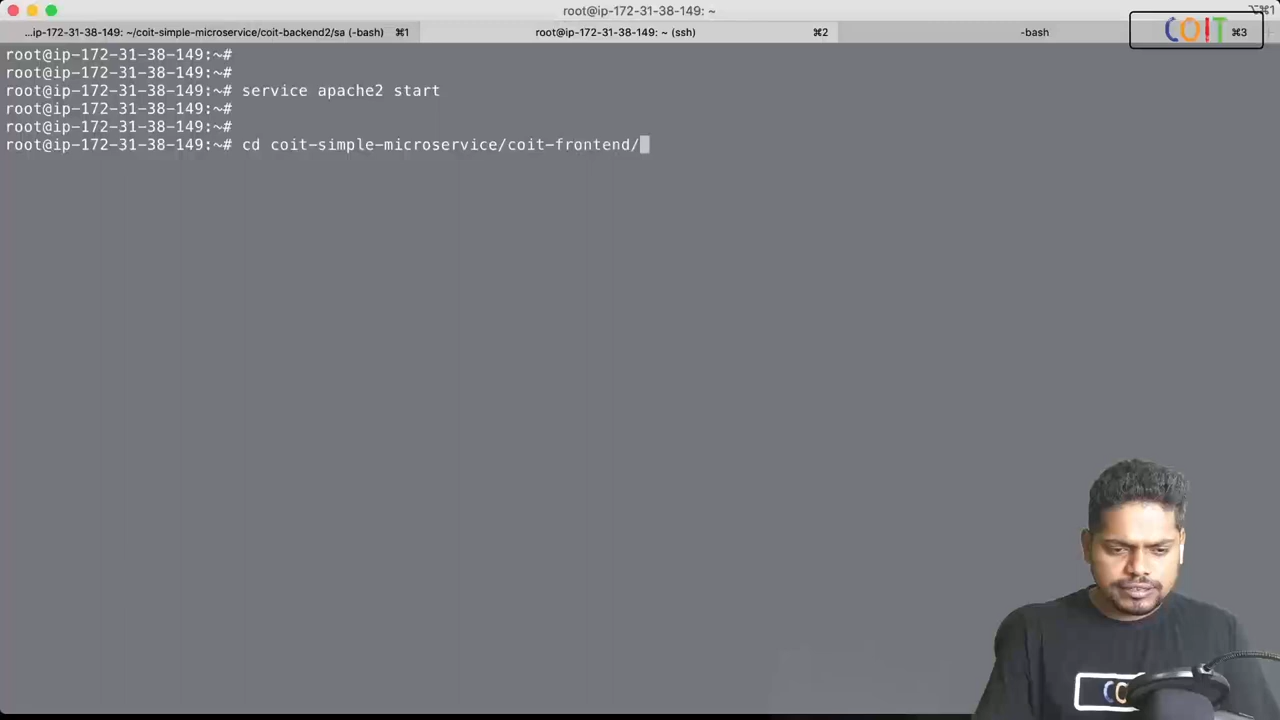 root@ip-172-31-38-149: ~
⌥⌘1
...ip-172-31-38-149: ~/coit-simple-microservice/coit-backend2/sa (-bash) ⌘1
root@ip-172-31-38-149: ~ (ssh) ⌘2
-bash ⌘3
COIT
root@ip-172-31-38-149:~#
root@ip-172-31-38-149:~#
root@ip-172-31-38-149:~# service apache2 start
root@ip-172-31-38-149:~#
root@ip-172-31-38-149:~#
root@ip-172-31-38-149:~# cd coit-simple-microservice/coit-frontend/
CO